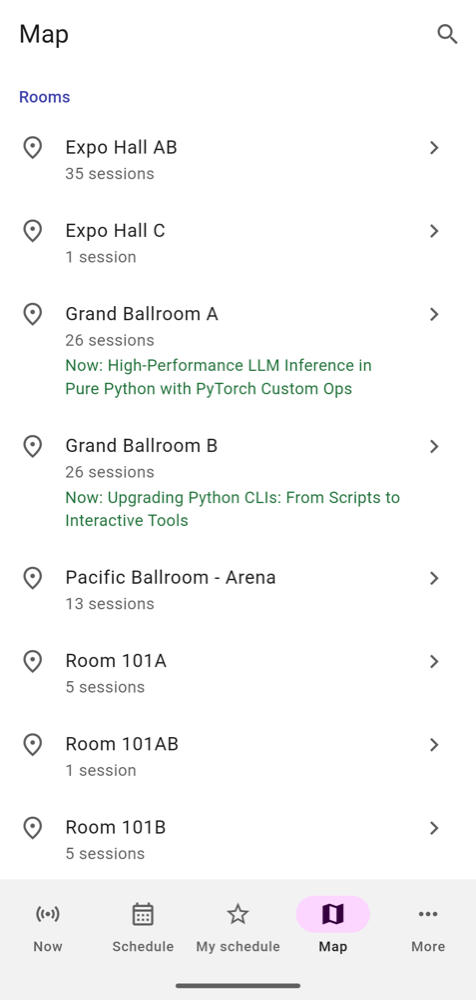 Map
Rooms
Expo Hall AB
35 sessions
Expo Hall C
1 session
Grand Ballroom A
26 sessions
Now: High-Performance LLM Inference in
Pure Python with PyTorch Custom Ops
Grand Ballroom B
26 sessions
Now: Upgrading Python CLIs: From Scripts to
Interactive Tools
Pacific Ballroom - Arena
13 sessions
Room 101A
5 sessions
Room 101AB
1 session
Room 101B
5 sessions
Now
Schedule
My schedule
Map
More